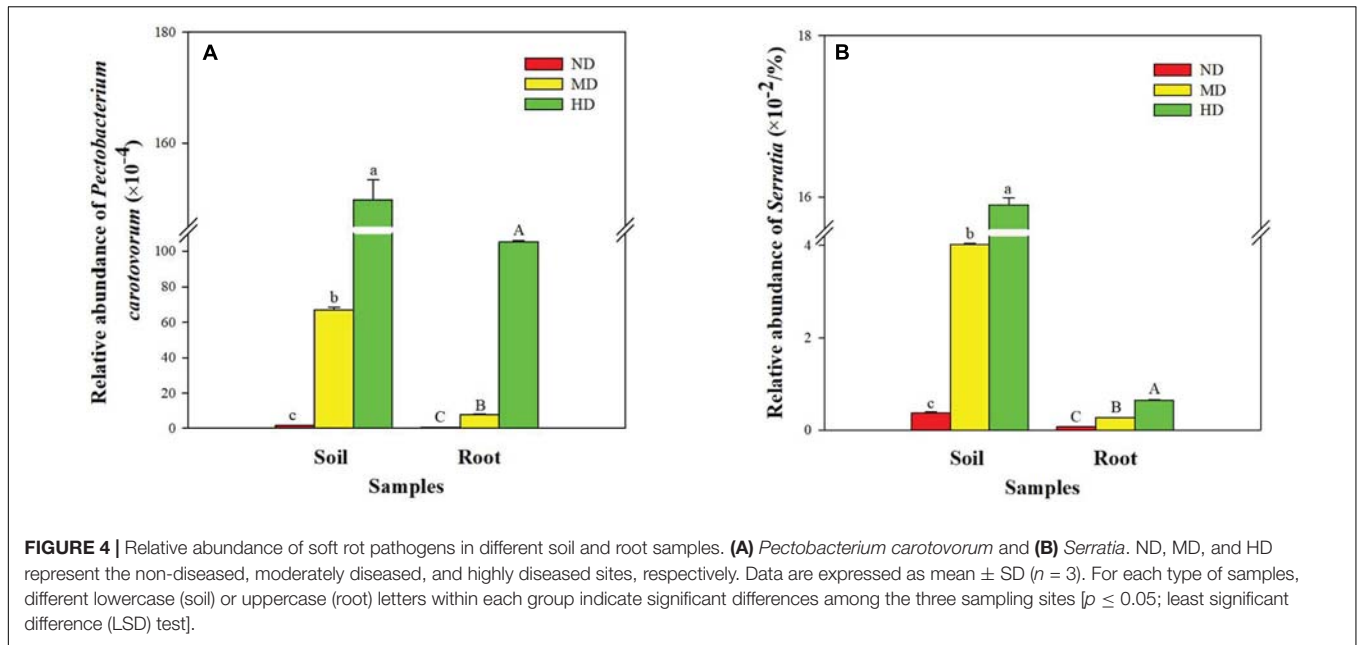 180
160
100
80
60
40
20
0
A
ND
MD
HD
Relative abundance of Pectobacterium
carotovorum (×10⁻⁴)
c
b
a
C
B
A
Soil
Root
Samples
18
16
4
2
0
B
ND
MD
HD
Relative abundance of Serratia (×10⁻²/%)
c
b
a
C
B
A
Soil
Root
Samples
FIGURE 4 | Relative abundance of soft rot pathogens in different soil and root samples. (A) Pectobacterium carotovorum and (B) Serratia. ND, MD, and HD
represent the non-diseased, moderately diseased, and highly diseased sites, respectively. Data are expressed as mean ± SD (n = 3). For each type of samples,
different lowercase (soil) or uppercase (root) letters within each group indicate significant differences among the three sampling sites [p ≤ 0.05; least significant
difference (LSD) test].